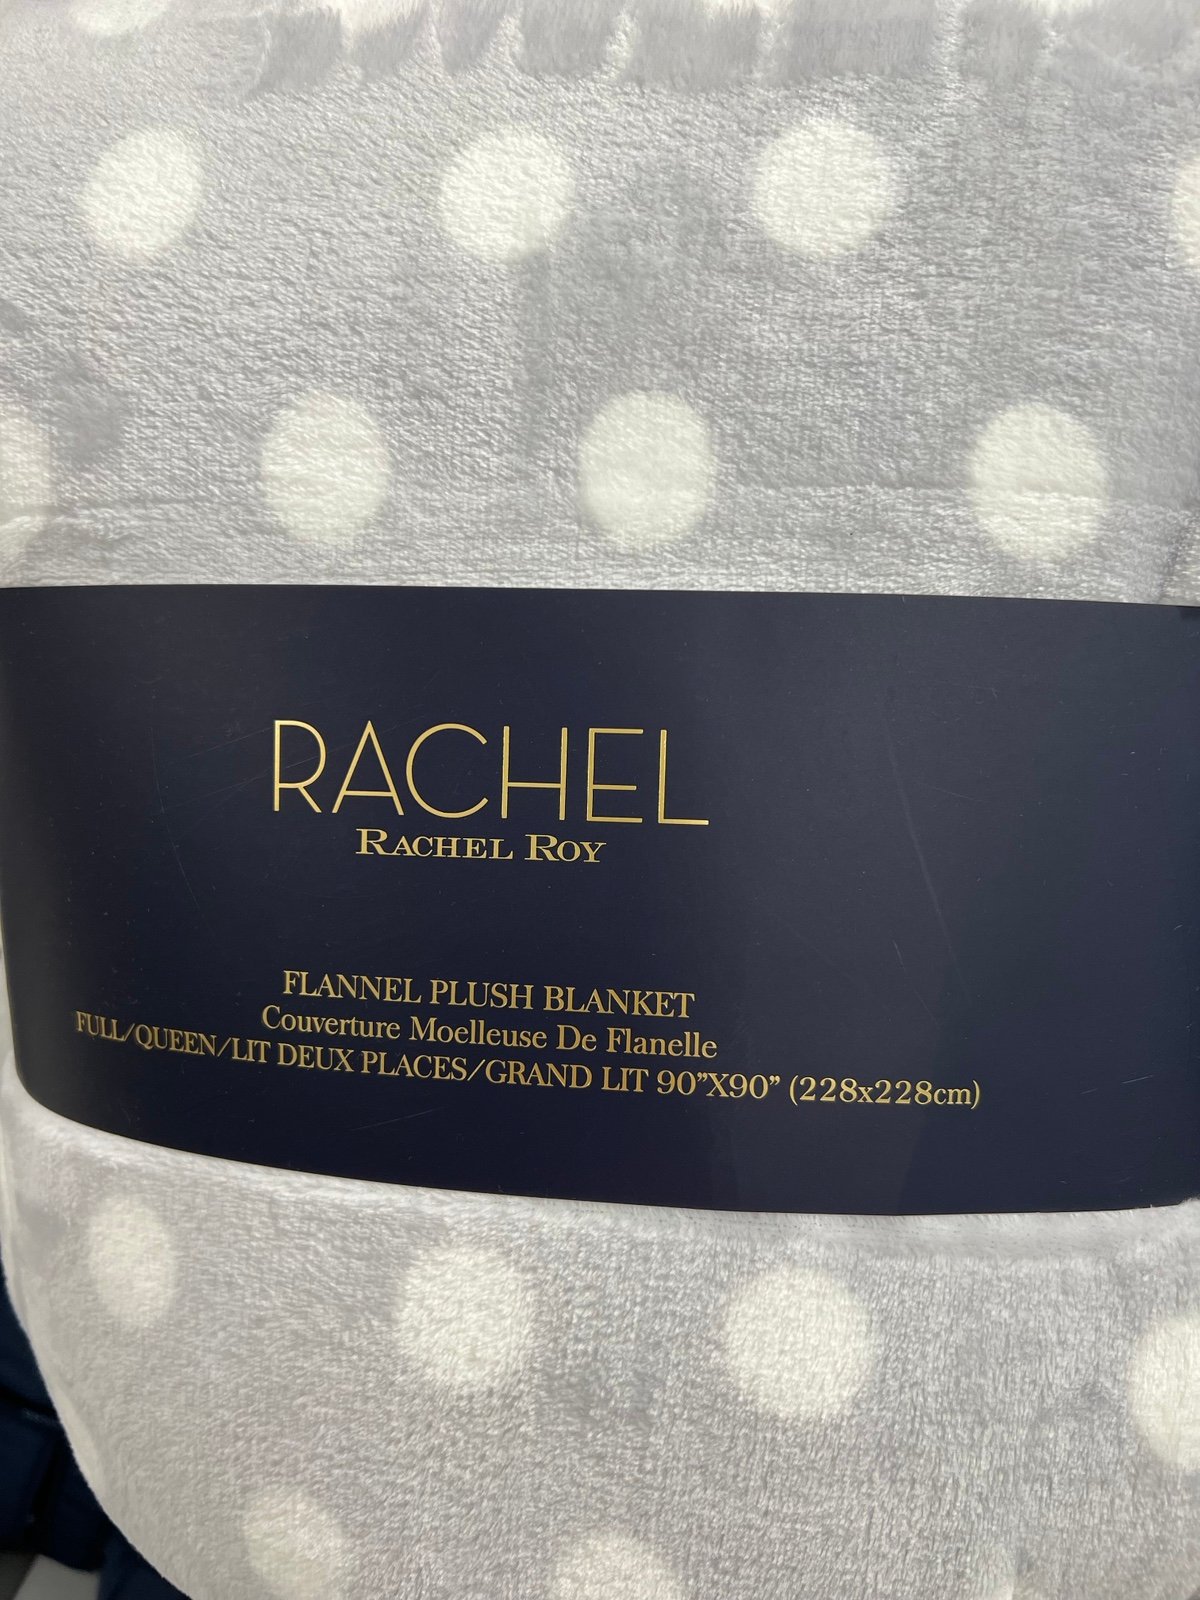 RACHEL
RACHEL ROY
FLANNEL PLUSH BLANKET
Couverture Moelleuse De Flanelle
FULL/QUEEN/LIT DEUX PLACES/GRAND LIT 90”X90” (228x228cm)